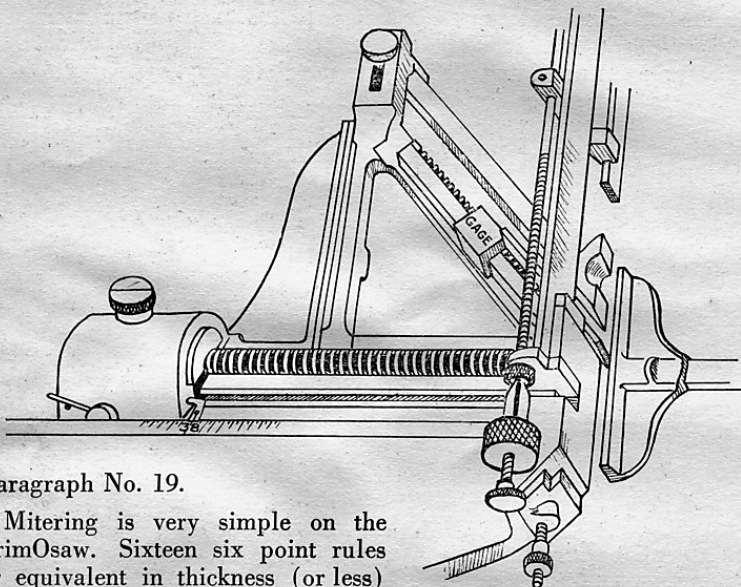 GAGE
38
aragraph No. 19.
Mitering is very simple on the
rimOsaw. Sixteen six point rules
equivalent in thickness (or less)